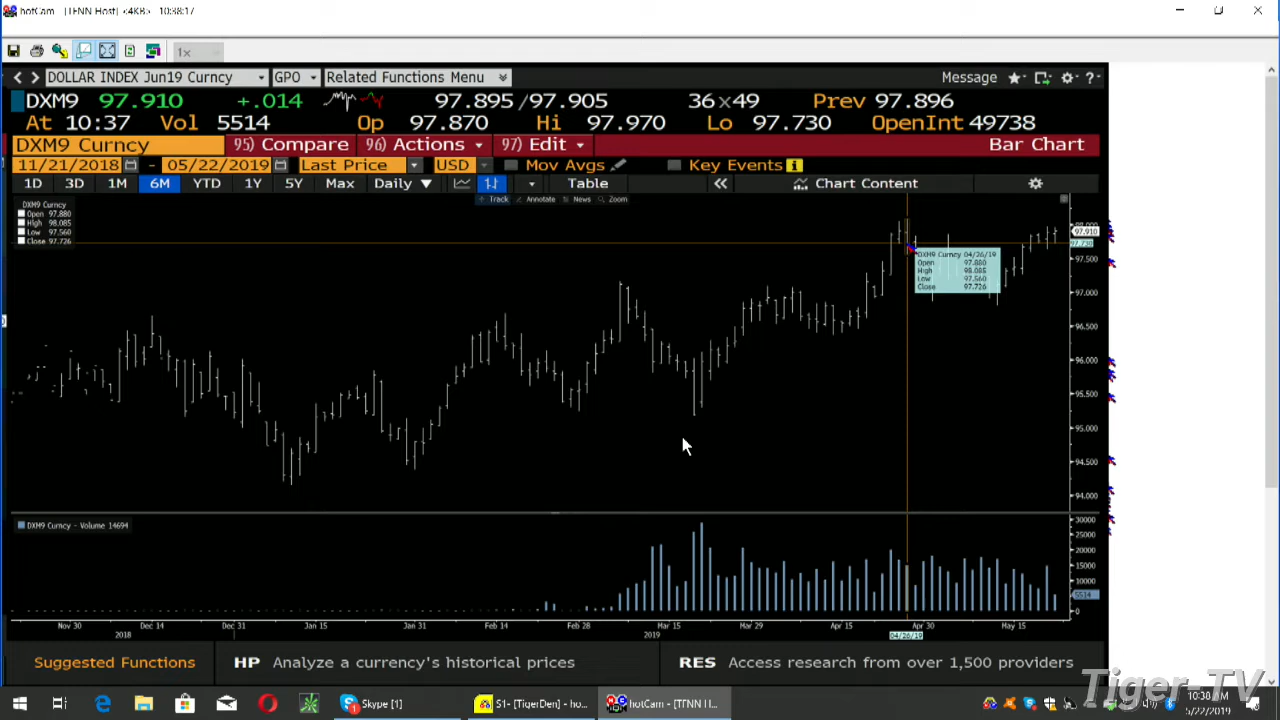 hotCam - [TFNN Host] <4KB> 10:38:17
1x
DOLLAR INDEX Jun19 Curncy GPO Related Functions Menu Message ?
DXM9 97.910 +.014 97.895/97.905 36×49 Prev 97.896
At 10:37 Vol 5514 Op 97.870 Hi 97.970 Lo 97.730 OpenInt 49738
DXM9 Curncy 95) Compare 96) Actions 97) Edit Bar Chart
11/21/2018 - 05/22/2019 Last Price USD Mov Avgs Key Events
1D 3D 1M 6M YTD 1Y 5Y Max Daily Table Chart Content
Track Annotate News Zoom
DXM9 Curncy
Open 97.880
High 98.085
Low 97.560
Close 97.726
98.000
97.910
97.500
97.000
96.500
96.000
95.500
95.000
94.500
94.000
DXM9 Curncy 04/26/19
Open 97.880
High 98.085
Low 97.560
Close 97.726
DXM9 Curncy - Volume 14694
30000
25000
20000
15000
10000
5514
0
Nov 30 Dec 14 Dec 31 Jan 15 Jan 31 Feb 14 Feb 28 Mar 15 Mar 29 Apr 15 Apr 30 May 15
2018 2019 04/26/19
Suggested Functions HP Analyze a currency's historical prices RES Access research from over 1,500 providers
Tiger-TV
Skype [1] S1- [TigerDen] - ho... hotCam - [TFNN H...
10:38 AM
5/22/2019